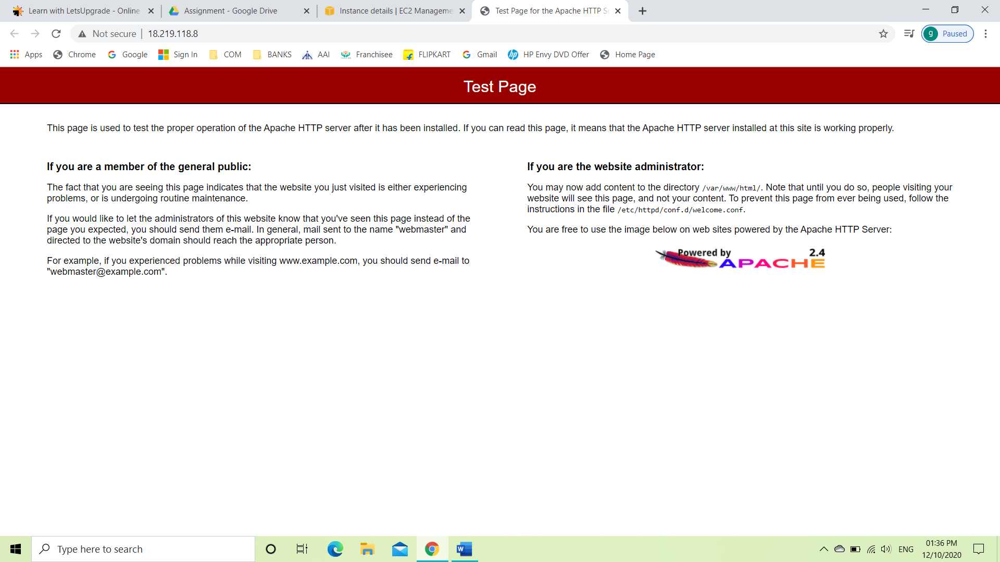 Learn with LetsUpgrade - Online
Assignment - Google Drive
Instance details | EC2 Manageme
Test Page for the Apache HTTP Se
Not secure
18.219.118.8
g
Paused
Apps
Chrome
Google
Sign In
COM
BANKS
AAI
Franchisee
FLIPKART
Gmail
HP Envy DVD Offer
Home Page
Test Page
This page is used to test the proper operation of the Apache HTTP server after it has been installed. If you can read this page, it means that the Apache HTTP server installed at this site is working properly.
If you are a member of the general public:
The fact that you are seeing this page indicates that the website you just visited is either experiencing
problems, or is undergoing routine maintenance.
If you would like to let the administrators of this website know that you've seen this page instead of the
page you expected, you should send them e-mail. In general, mail sent to the name "webmaster" and
directed to the website's domain should reach the appropriate person.
For example, if you experienced problems while visiting www.example.com, you should send e-mail to
"webmaster@example.com".
If you are the website administrator:
You may now add content to the directory /var/www/html/. Note that until you do so, people visiting your
website will see this page, and not your content. To prevent this page from ever being used, follow the
instructions in the file /etc/httpd/conf.d/welcome.conf.
You are free to use the image below on web sites powered by the Apache HTTP Server:
Powered by 2.4
APACHE
Type here to search
ENG
01:36 PM
12/10/2020